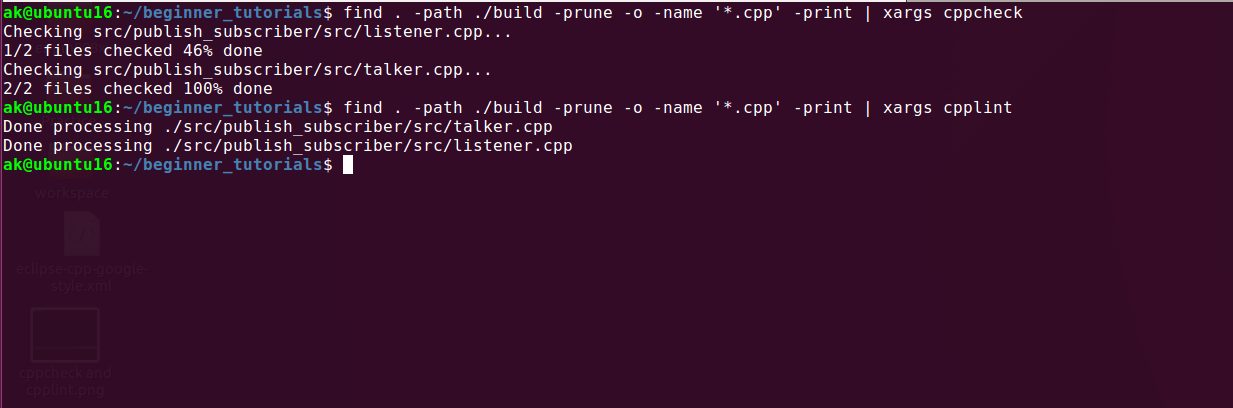 ak@ubuntu16:~/beginner_tutorials$ find . -path ./build -prune -o -name '*.cpp' -print | xargs cppcheck
Checking src/publish_subscriber/src/listener.cpp...
1/2 files checked 46% done
Checking src/publish_subscriber/src/talker.cpp...
2/2 files checked 100% done
ak@ubuntu16:~/beginner_tutorials$ find . -path ./build -prune -o -name '*.cpp' -print | xargs cpplint
Done processing ./src/publish_subscriber/src/talker.cpp
Done processing ./src/publish_subscriber/src/listener.cpp
ak@ubuntu16:~/beginner_tutorials$
workspace
eclipse-cpp-google-
style.xml
cppcheck and
cpplint.png